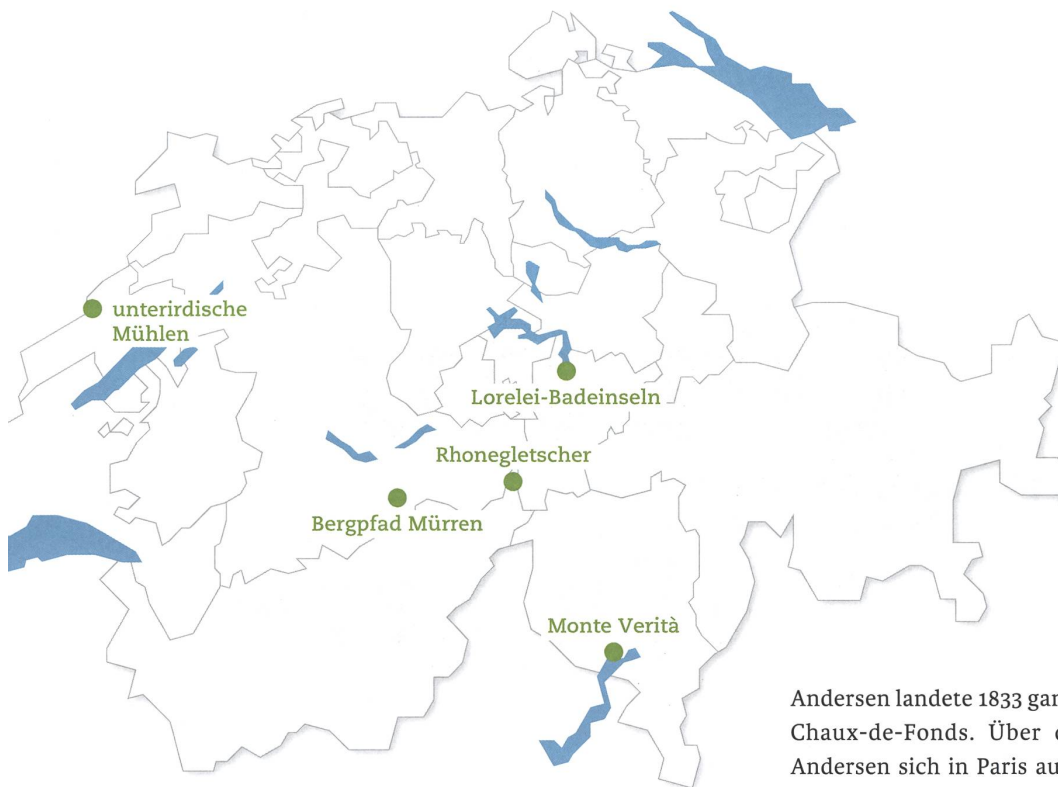 unterirdische
Mühlen
Lorelei-Badeinseln
Rhonegletscher
Bergpfad Mürren
Monte Verità
Andersen landete 1833 gan
Chaux-de-Fonds. Über d
Andersen sich in Paris au